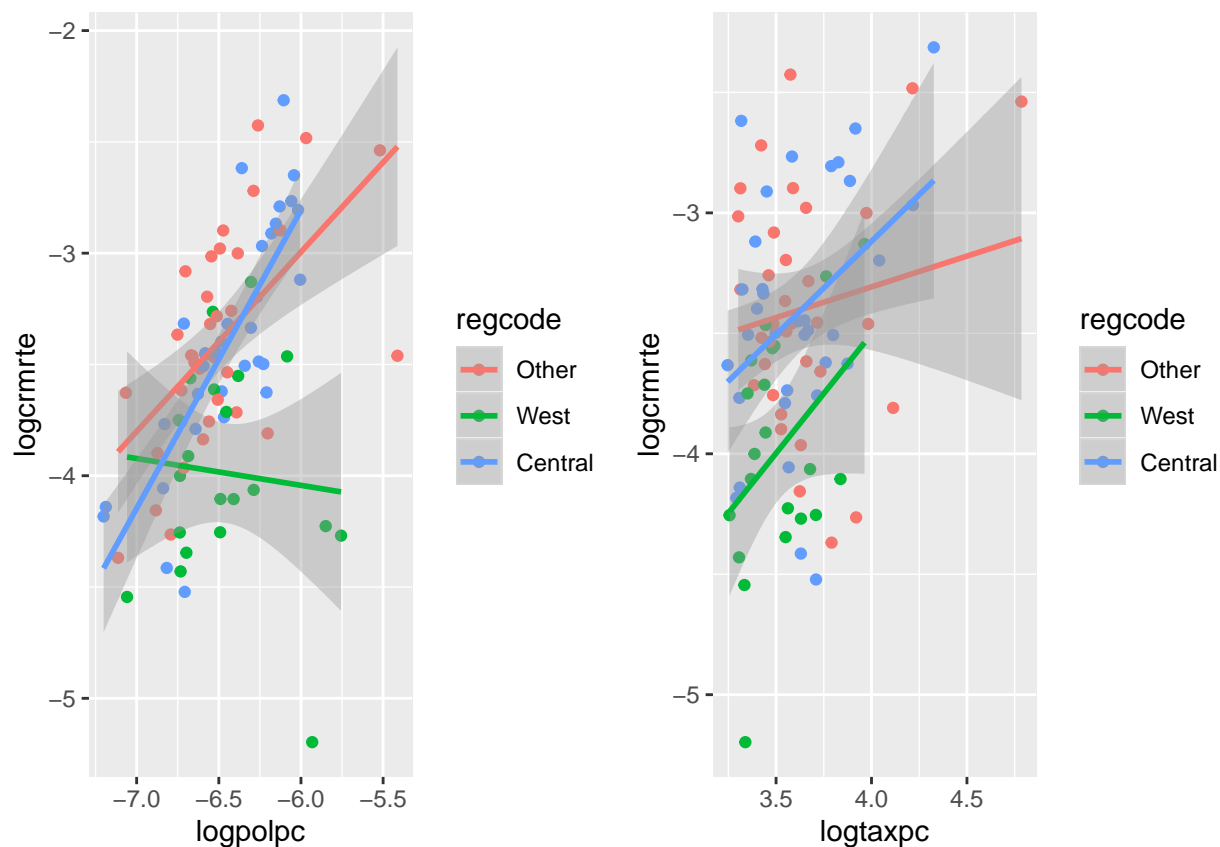 −2
−3
−4
−5
−7.0 −6.5 −6.0 −5.5
logpolpc
logcrmrte
regcode
Other
West
Central
−3
−4
−5
3.5 4.0 4.5
logtaxpc
logcrmrte
regcode
Other
West
Central